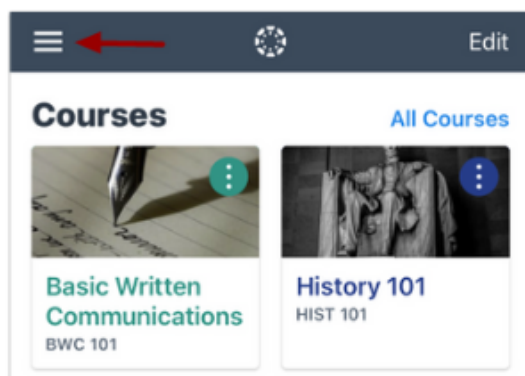 Edit
Courses
All Courses
Basic Written
Communications
BWC 101
History 101
HIST 101